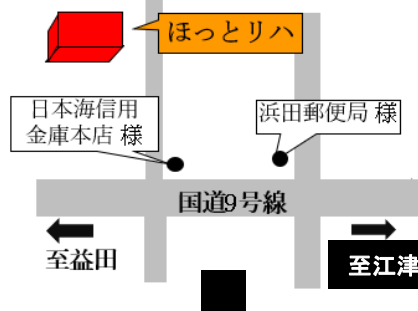 ほっとリハ
日本海信用
金庫本店 様
浜田郵便局 様
国道9号線
至益田
至江津